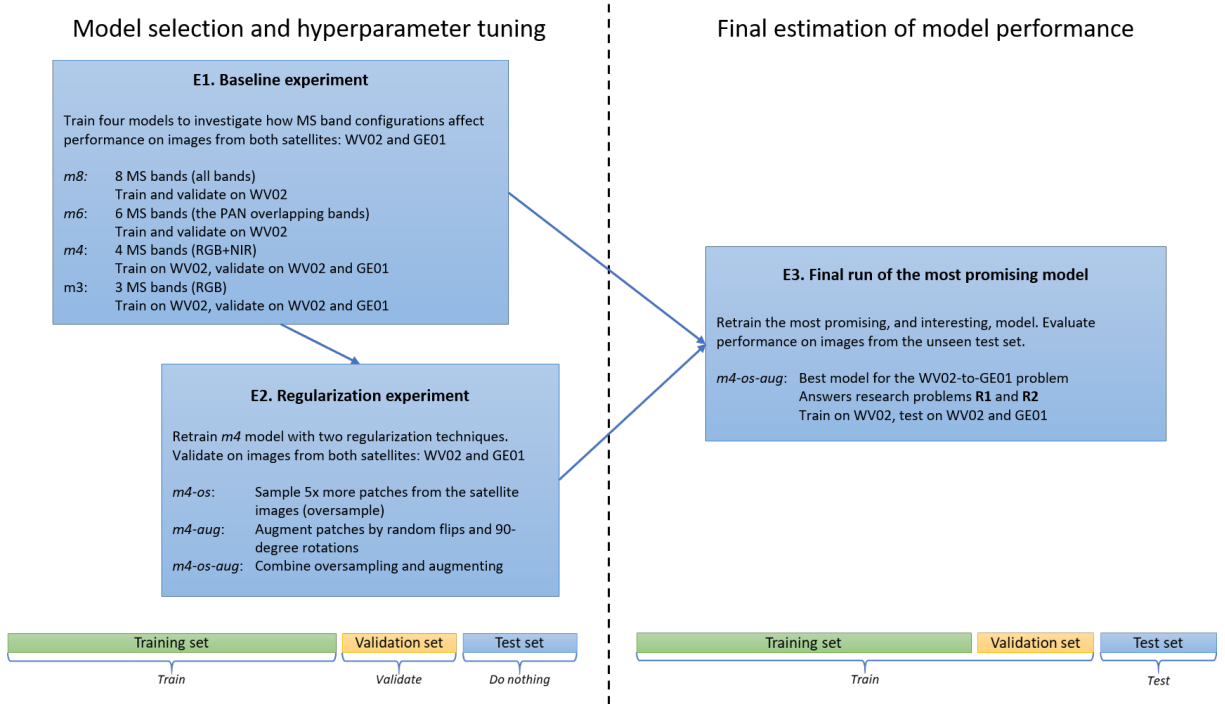 Model selection and hyperparameter tuning
E1. Baseline experiment
Train four models to investigate how MS band configurations affect
performance on images from both satellites: WV02 and GE01
m8: 8 MS bands (all bands)
Train and validate on WV02
m6: 6 MS bands (the PAN overlapping bands)
Train and validate on WV02
m4: 4 MS bands (RGB+NIR)
Train on WV02, validate on WV02 and GE01
m3: 3 MS bands (RGB)
Train on WV02, validate on WV02 and GE01
E2. Regularization experiment
Retrain m4 model with two regularization techniques.
Validate on images from both satellites: WV02 and GE01
m4-os: Sample 5x more patches from the satellite
images (oversample)
m4-aug: Augment patches by random flips and 90-
degree rotations
m4-os-aug: Combine oversampling and augmenting
Training set Validation set Test set
Train Validate Do nothing
Final estimation of model performance
E3. Final run of the most promising model
Retrain the most promising, and interesting, model. Evaluate
performance on images from the unseen test set.
m4-os-aug: Best model for the WV02-to-GE01 problem
Answers research problems R1 and R2
Train on WV02, test on WV02 and GE01
Training set Validation set Test set
Train Test